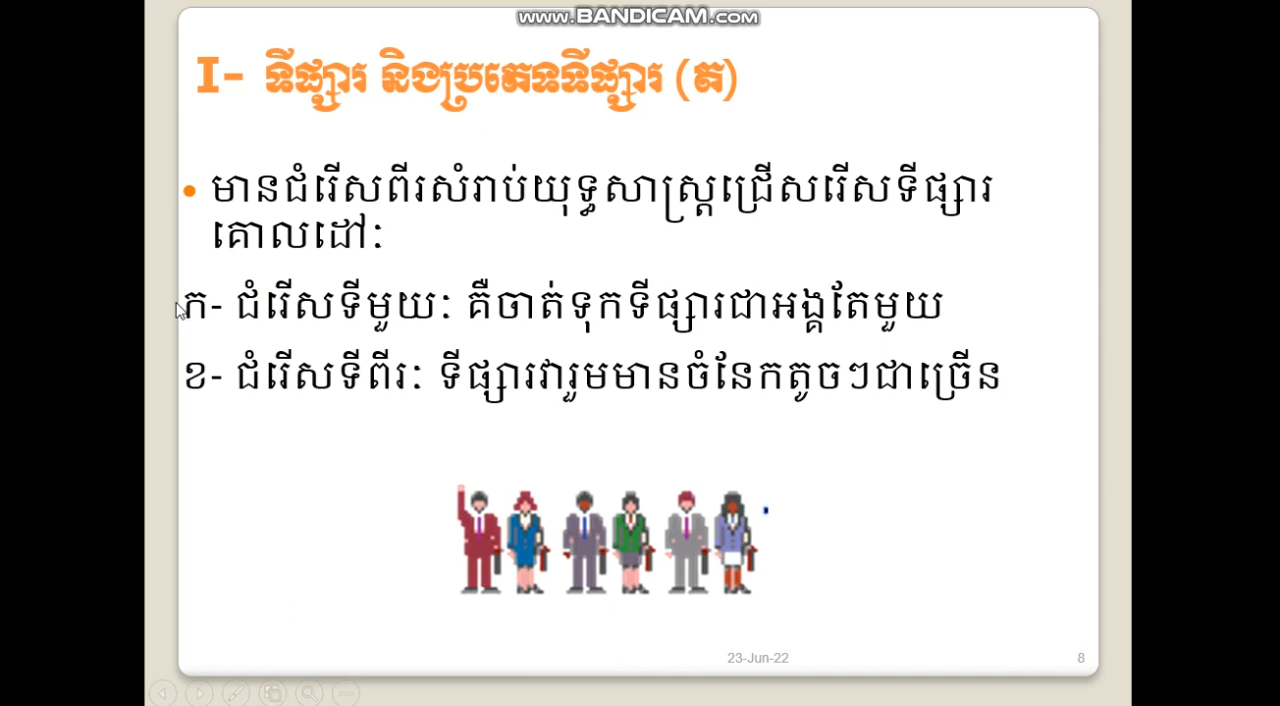 www.BANDICAM.com
I- ទីផ្សារ និងប្រភេទទីផ្សារ (ត)
• មានជំរើសពីរសំរាប់យុទ្ធសាស្ត្រជ្រើសរើសទីផ្សារ
គោលដៅៈ
ក- ជំរើសទីមួយៈ គឺចាត់ទុកទីផ្សារជាអង្គតែមួយ
ខ- ជំរើសទីពីរៈ ទីផ្សារវារួមមានចំនែកតូចៗជាច្រើន
23-Jun-22 8